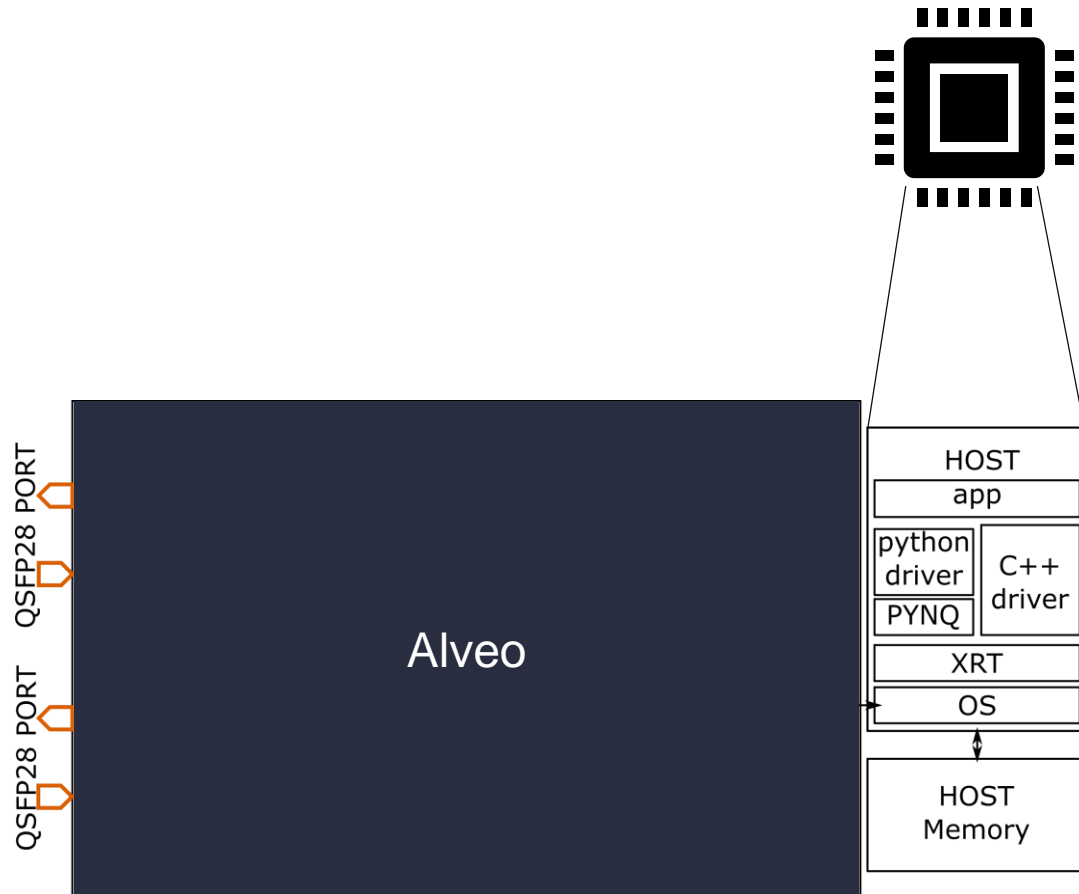 QSFP28 PORT
QSFP28 PORT
Alveo
HOST
app
python
driver
PYNQ
C++
driver
XRT
OS
HOST
Memory